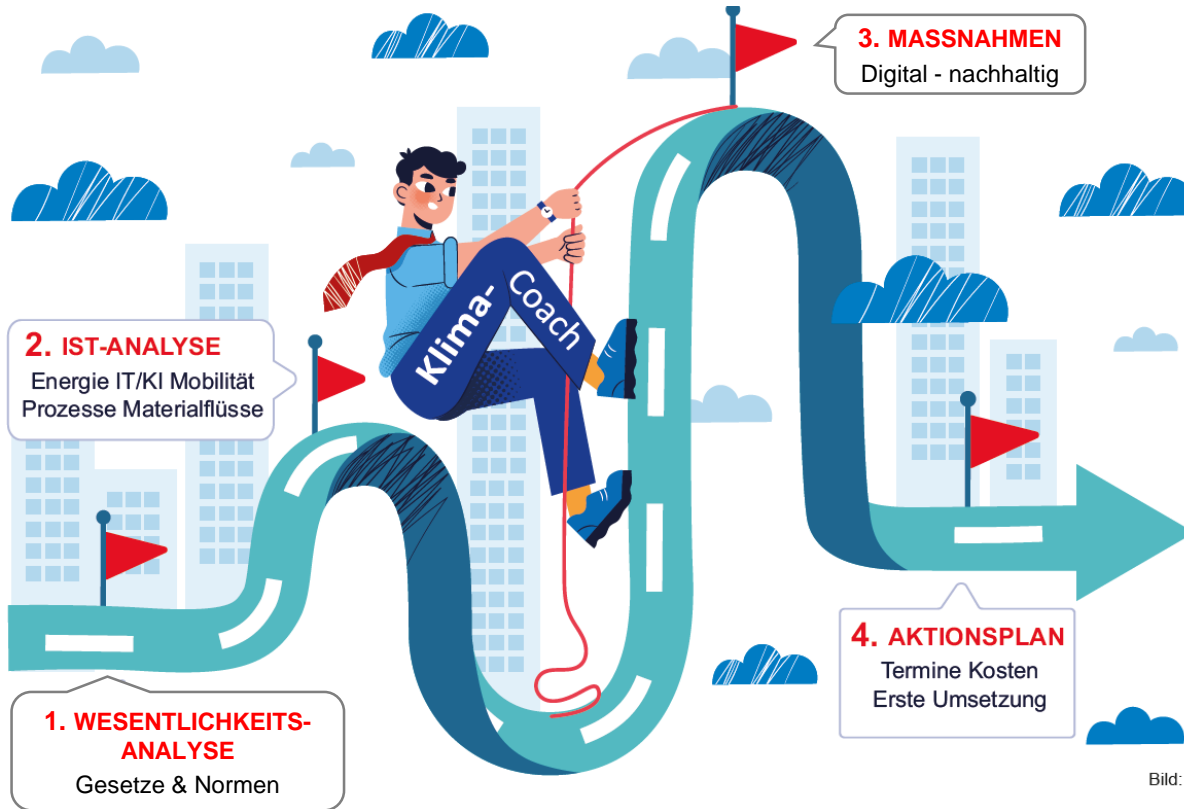 3. MASSNAHMEN
Digital - nachhaltig
Klima-
Coach
2. IST-ANALYSE
Energie IT/KI Mobilität
Prozesse Materialflüsse
4. AKTIONSPLAN
Termine Kosten
Erste Umsetzung
1. WESENTLICHKEITS-
ANALYSE
Gesetze & Normen
Bild: